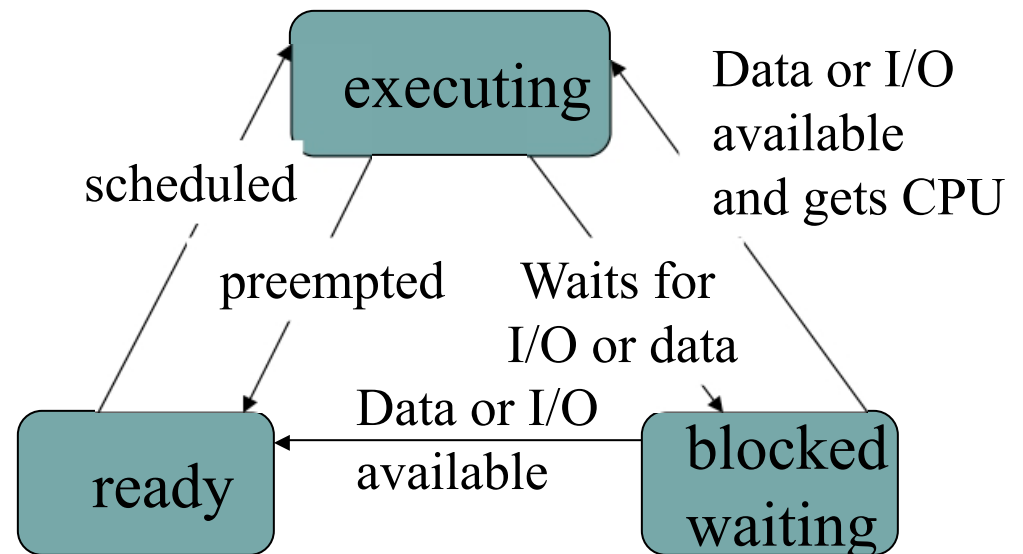 executing
Data or I/O
available
and gets CPU
scheduled
preempted
Waits for
I/O or data
Data or I/O
available
ready
blocked
waiting